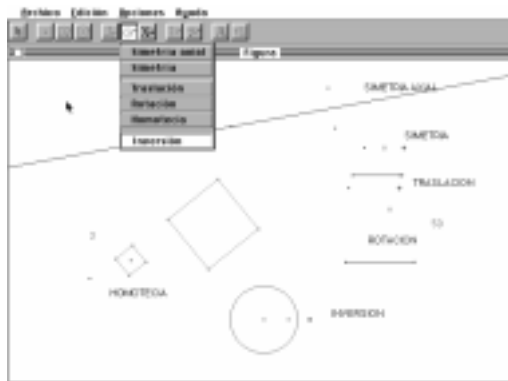 Archivo Edición Opciones Ayuda
Figura
Simetría axial
Simetría
Traslación
Rotación
Homotecia
Inversión
SIMETRIA AXIAL
SIMETRIA
TRASLACION
ROTACION
HOMOTECIA
INVERSION